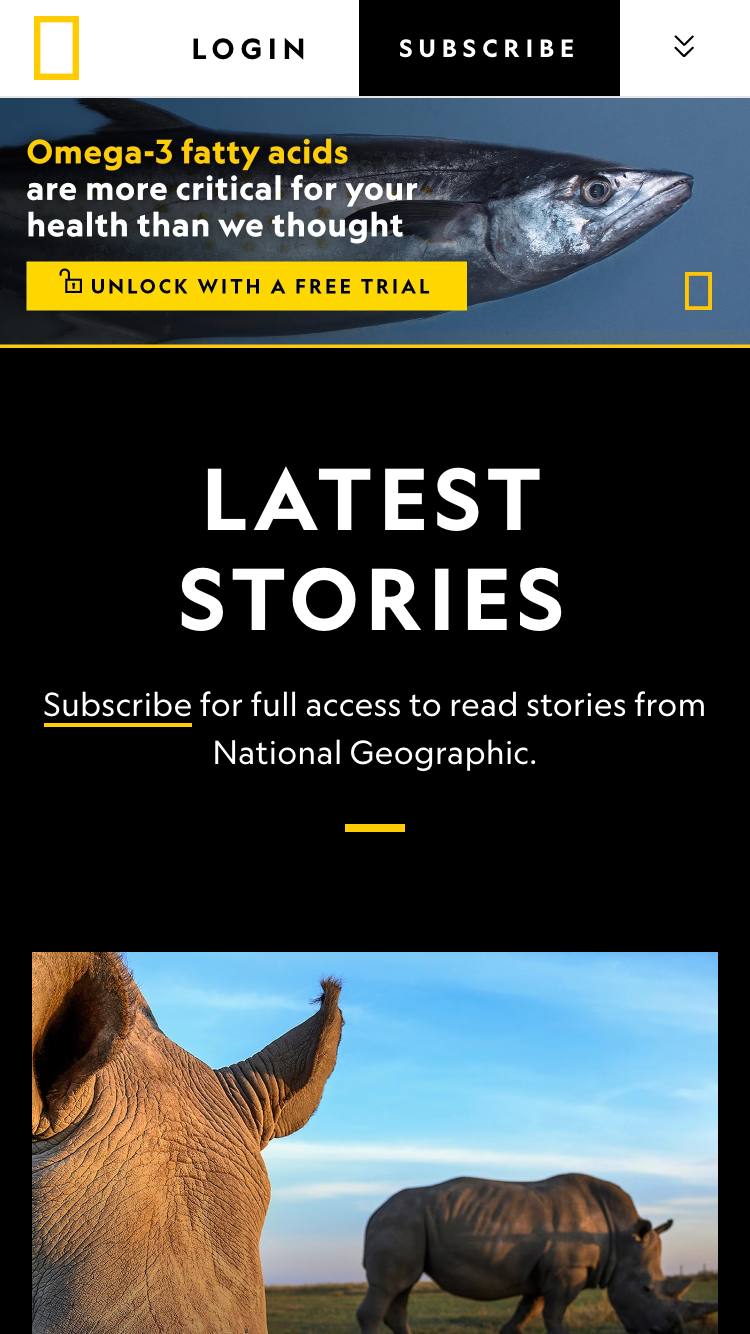 LOGIN
SUBSCRIBE
Omega-3 fatty acids
are more critical for your
health than we thought
UNLOCK WITH A FREE TRIAL
LATEST
STORIES
Subscribe for full access to read stories from
National Geographic.